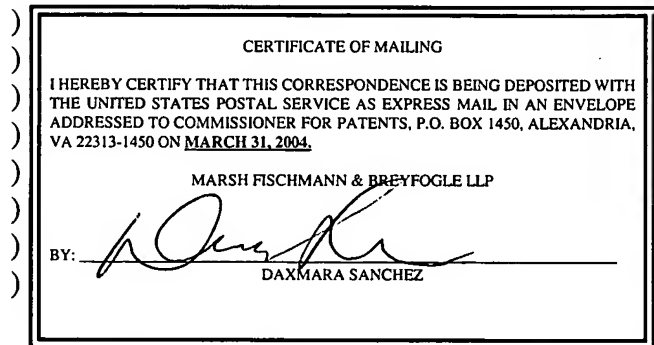 CERTIFICATE OF MAILING
I HEREBY CERTIFY THAT THIS CORRESPONDENCE IS BEING DEPOSITED WITH
THE UNITED STATES POSTAL SERVICE AS EXPRESS MAIL IN AN ENVELOPE
ADDRESSED TO COMMISSIONER FOR PATENTS, P.O. BOX 1450, ALEXANDRIA,
VA 22313-1450 ON MARCH 31, 2004.
MARSH FISCHMANN & BREYFOGLE LLP
BY:
DAXMARA SANCHEZ
)
)
)
)
)
)
)
)